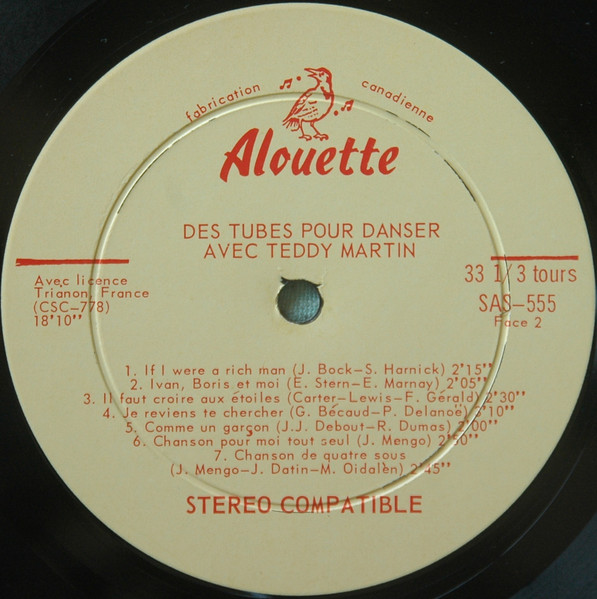 fabrication canadienne
Alouette
DES TUBES POUR DANSER
AVEC TEDDY MARTIN
Avec licence
Trianon, France
(CSC-778)
18'10''
33 1/3 tours
SAS-555
Face 2
1. If I were a rich man (J. Bock-S. Harnick) 2'15''
2. Ivan, Boris et moi (E. Stern-E. Marnay) 2'05''
3. Il faut croire aux étoiles (Carter-Lewis-F. Gérald) 2'30''
4. Je reviens te chercher (G. Bécaud-P. Delanoë) 3'10''
5. Comme un garçon (J.J. Debout-R. Dumas) 2'00''
6. Chanson pour moi tout seul (J. Mengo) 2'50''
7. Chanson de quatre sous
(J. Mengo-J. Datin-M. Oidalèn) 2'45''
STEREO COMPATIBLE